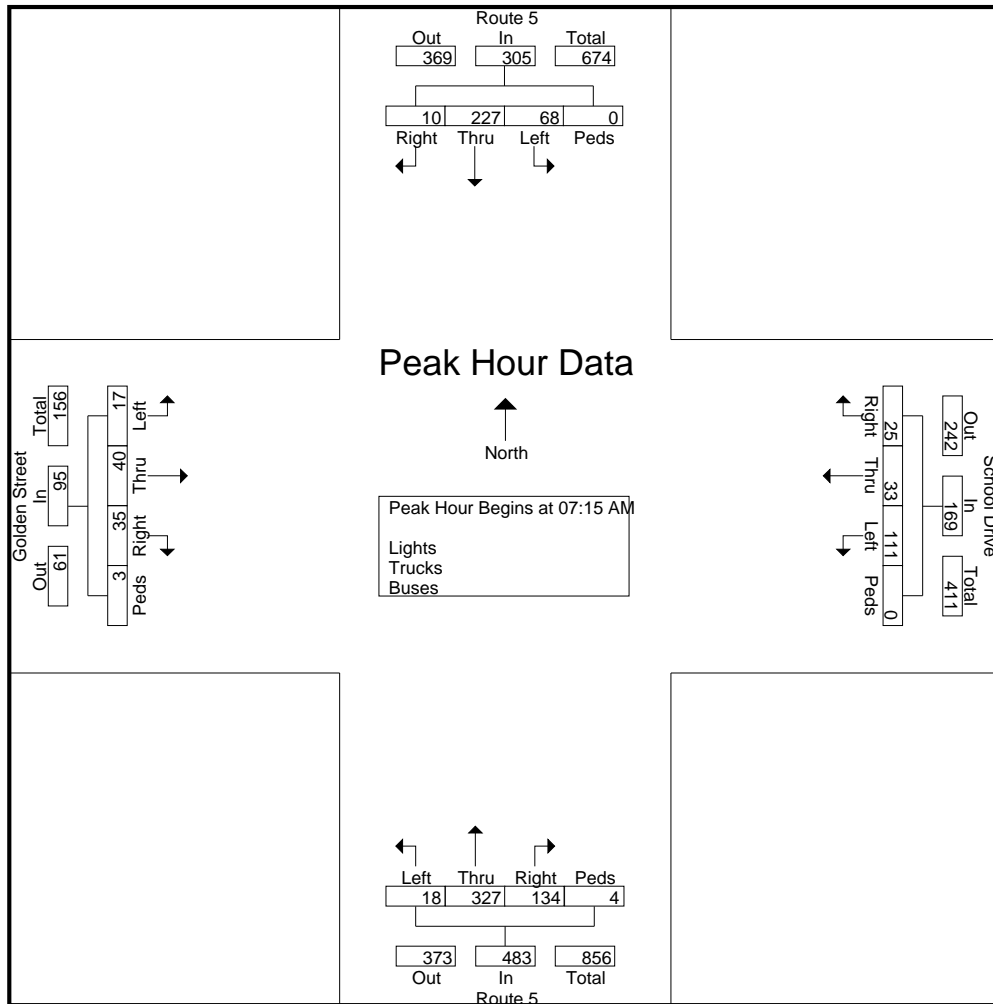 Route 5
Out In Total
369 305 674
10 227 68 0
Right Thru Left Peds
Peak Hour Data
North
Peak Hour Begins at 07:15 AM
Lights
Trucks
Buses
Golden Street
Out In Total
61 95 156
3 35 40 17
Peds Right Thru Left
School Drive
Out In Total
242 169 411
25 33 111 0
Right Thru Left Peds
Left Thru Right Peds
18 327 134 4
373 483 856
Out In Total
Route 5